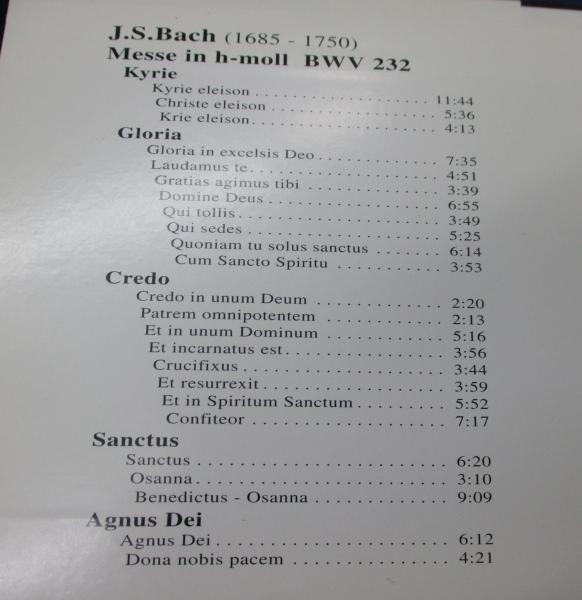 J.S.Bach (1685 - 1750)
Messe in h-moll BWV 232
Kyrie
Kyrie eleison . . . . . . . . . . . . . . . . . . . 11:44
Christe eleison . . . . . . . . . . . . . . . . . 5:36
Krie eleison. . . . . . . . . . . . . . . . . . . 4:13
Gloria
Gloria in excelsis Deo . . . . . . . . . . . . 7:35
Laudamus te. . . . . . . . . . . . . . . . . . . 4:51
Gratias agimus tibi . . . . . . . . . . . . . . 3:39
Domine Deus . . . . . . . . . . . . . . . . . . 6:55
Qui tollis. . . . . . . . . . . . . . . . . . . . 3:49
Qui sedes . . . . . . . . . . . . . . . . . . . 5:25
Quoniam tu solus sanctus . . . . . . . 6:14
Cum Sancto Spiritu . . . . . . . . . . . 3:53
Credo
Credo in unum Deum . . . . . . . . . . . . . 2:20
Patrem omnipotentem . . . . . . . . . . . . 2:13
Et in unum Dominum . . . . . . . . . . . . 5:16
Et incarnatus est. . . . . . . . . . . . . . . . 3:56
Crucifixus. . . . . . . . . . . . . . . . . . . . 3:44
Et resurrexit. . . . . . . . . . . . . . . . . . 3:59
Et in Spiritum Sanctum. . . . . . . . . 5:52
Confiteor . . . . . . . . . . . . . . . . . . 7:17
Sanctus
Sanctus . . . . . . . . . . . . . . . . . . . . . . . 6:20
Osanna. . . . . . . . . . . . . . . . . . . . . . . 3:10
Benedictus - Osanna . . . . . . . . . . . . . 9:09
Agnus Dei
Agnus Dei. . . . . . . . . . . . . . . . . . . . . . 6:12
Dona nobis pacem . . . . . . . . . . . . . . . 4:21